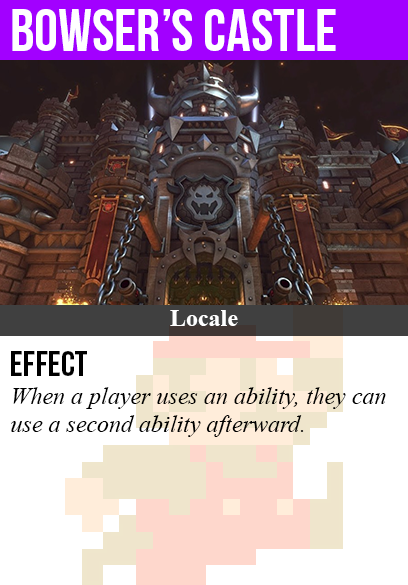 BOWSER'S CASTLE
Locale
EFFECT
When a player uses an ability, they can
use a second ability afterward.